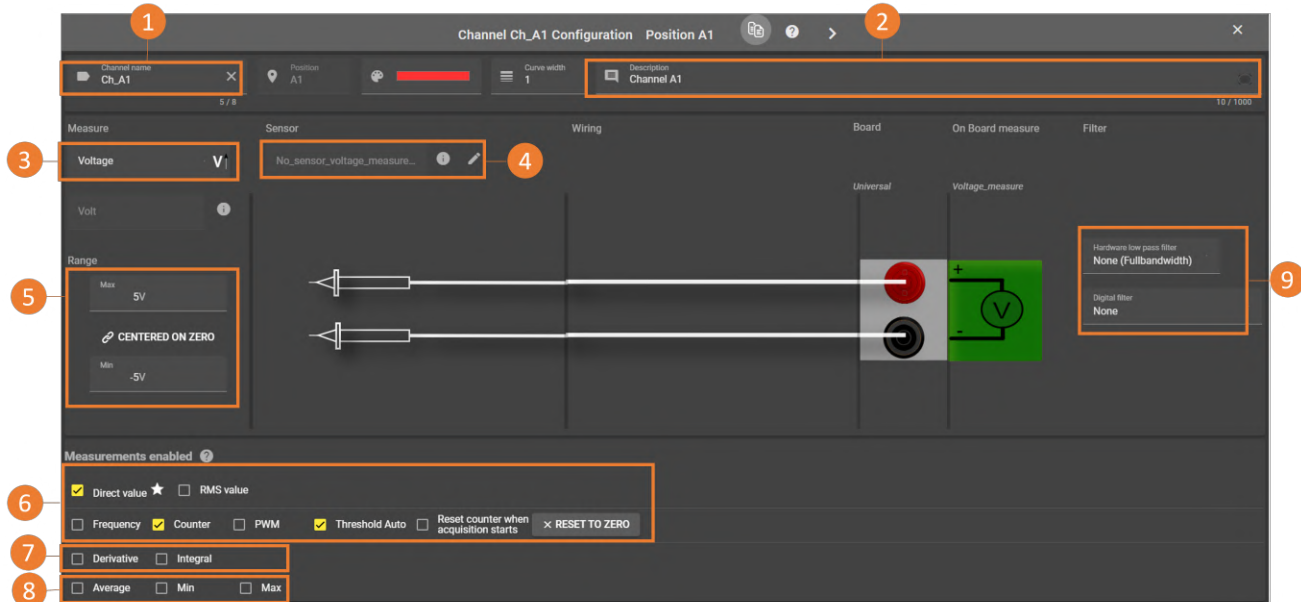 1
2
Channel Ch_A1 Configuration Position A1 ? > ×
Channel name
Ch_A1 ×
5 / 8
Position
A1
Curve width
1
Description
Channel A1
10 / 1000
Measure
Sensor
Wiring
Board
On Board measure
Filter
3
Voltage V
No_sensor_voltage_measure... i
4
Universal
Voltage_measure
Volt i
Range
5
Max
5V
CENTERED ON ZERO
Min
-5V
+
V
-
Hardware low pass filter
None (Fullbandwidth)
Digital filter
None
9
Measurements enabled ?
6
Direct value ★ RMS value
Frequency Counter PWM Threshold Auto Reset counter when
acquisition starts × RESET TO ZERO
7
Derivative Integral
8
Average Min Max